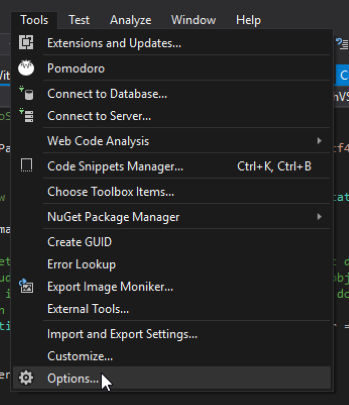 Tools Test Analyze Window Help
Extensions and Updates...
Pomodoro
Connect to Database...
Connect to Server...
Web Code Analysis
Code Snippets Manager... Ctrl+K, Ctrl+B
Choose Toolbox Items...
NuGet Package Manager
Create GUID
Error Lookup
Export Image Moniker...
External Tools...
Import and Export Settings...
Customize...
Options...